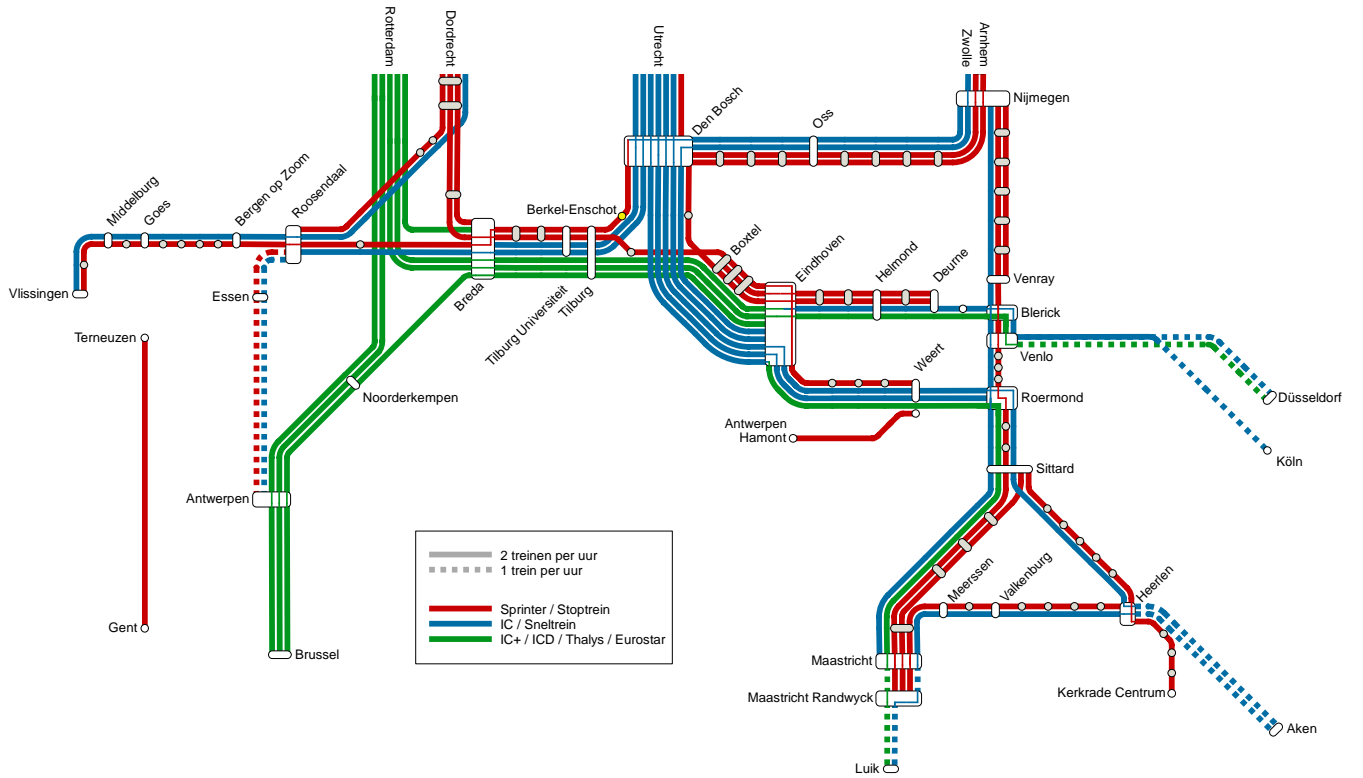 Rotterdam
Dordrecht
Utrecht
Zwolle
Arnhem
Nijmegen
Den Bosch
Oss
Middelburg
Goes
Bergen op Zoom
Roosendaal
Berkel-Enschot
Boxtel
Eindhoven
Helmond
Deurne
Venray
Vlissingen
Essen
Breda
Tilburg Universiteit
Tilburg
Blerick
Venlo
Terneuzen
Weert
Noorderkempen
Roermond
Düsseldorf
Antwerpen
Hamont
Köln
Sittard
Antwerpen
2 treinen per uur
1 trein per uur
Sprinter / Stoptrein
IC / Sneltrein
IC+ / ICD / Thalys / Eurostar
Meerssen
Valkenburg
Heerlen
Gent
Brussel
Maastricht
Maastricht Randwyck
Kerkrade Centrum
Aken
Luik